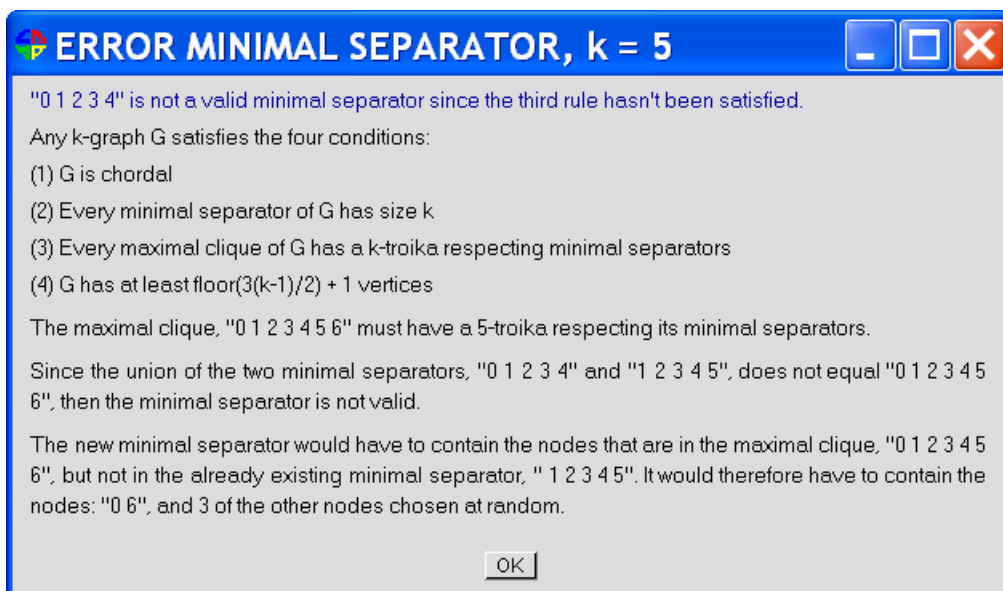 ERROR MINIMAL SEPARATOR, k = 5
"0 1 2 3 4" is not a valid minimal separator since the third rule hasn't been satisfied.
Any k-graph G satisfies the four conditions:
(1) G is chordal
(2) Every minimal separator of G has size k
(3) Every maximal clique of G has a k-troika respecting minimal separators
(4) G has at least floor(3(k-1)/2) + 1 vertices
The maximal clique, "0 1 2 3 4 5 6" must have a 5-troika respecting its minimal separators.
Since the union of the two minimal separators, "0 1 2 3 4" and "1 2 3 4 5", does not equal "0 1 2 3 4 5
6", then the minimal separator is not valid.
The new minimal separator would have to contain the nodes that are in the maximal clique, "0 1 2 3 4 5
6", but not in the already existing minimal separator, " 1 2 3 4 5". It would therefore have to contain the
nodes: "0 6", and 3 of the other nodes chosen at random.
OK